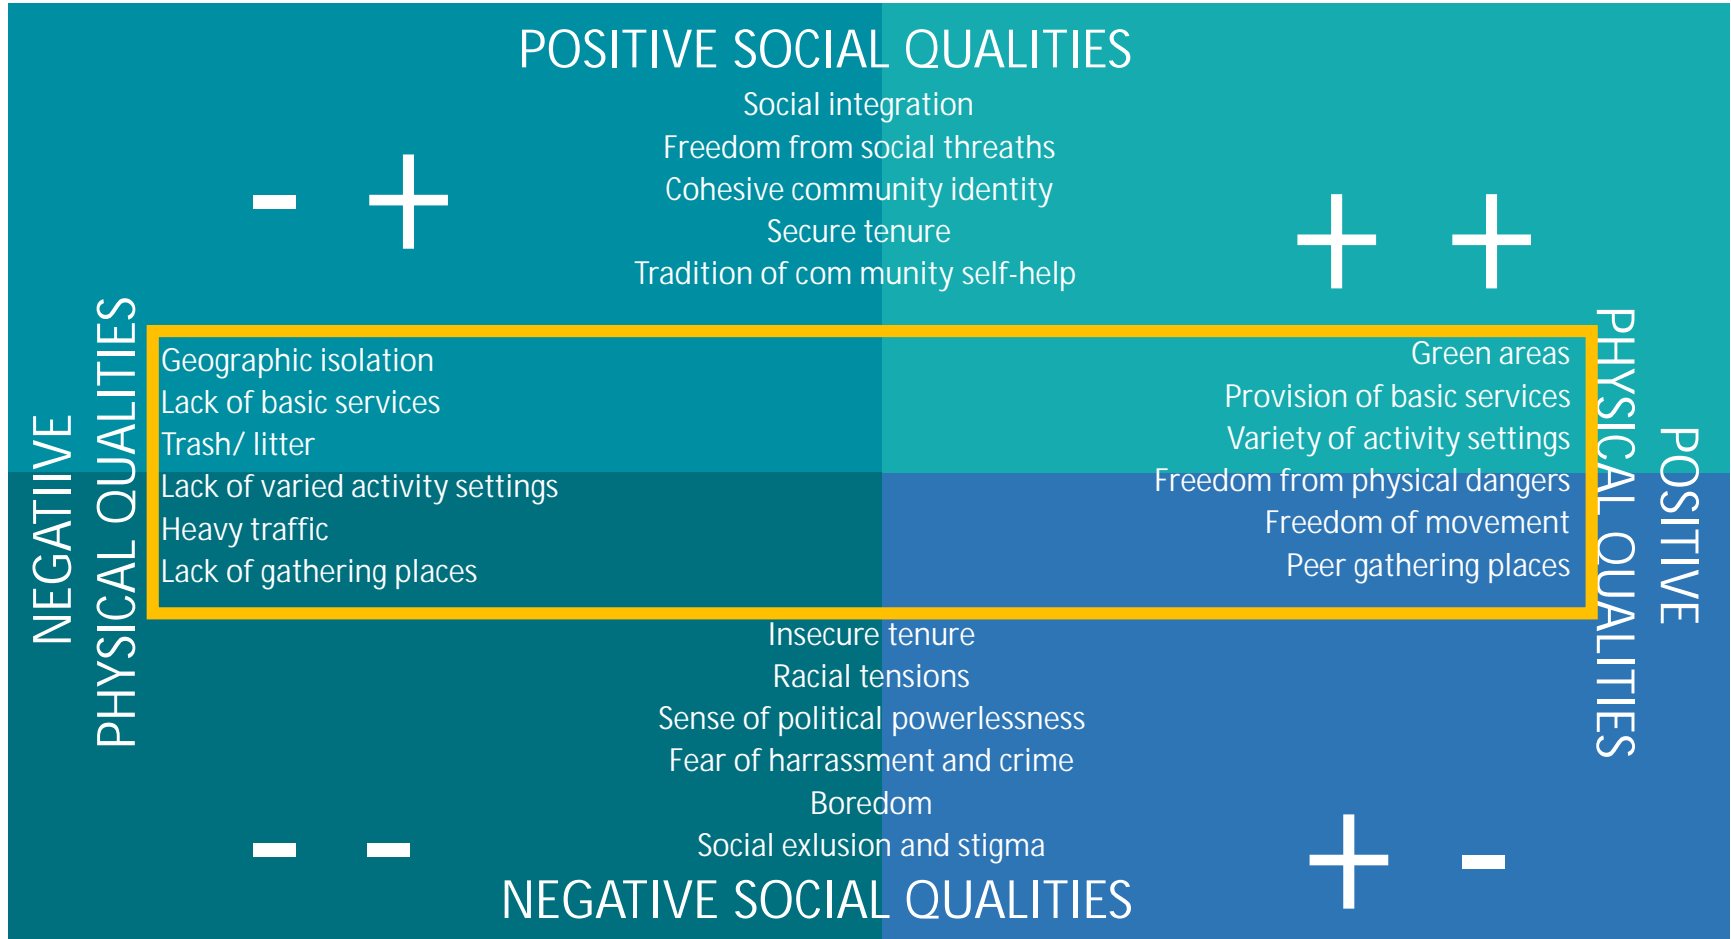 POSITIVE SOCIAL QUALITIES
Social integration
Freedom from social threaths
Cohesive community identity
Secure tenure
Tradition of com munity self-help
- +
+ +
NEGATIIVE
PHYSICAL QUALITIES
Geographic isolation
Lack of basic services
Trash/ litter
Lack of varied activity settings
Heavy traffic
Lack of gathering places
Green areas
Provision of basic services
Variety of activity settings
Freedom from physical dangers
Freedom of movement
Peer gathering places
POSITIVE
PHYSICAL QUALITIES
Insecure tenure
Racial tensions
Sense of political powerlessness
Fear of harrassment and crime
Boredom
Social exlusion and stigma
- -
+ -
NEGATIVE SOCIAL QUALITIES